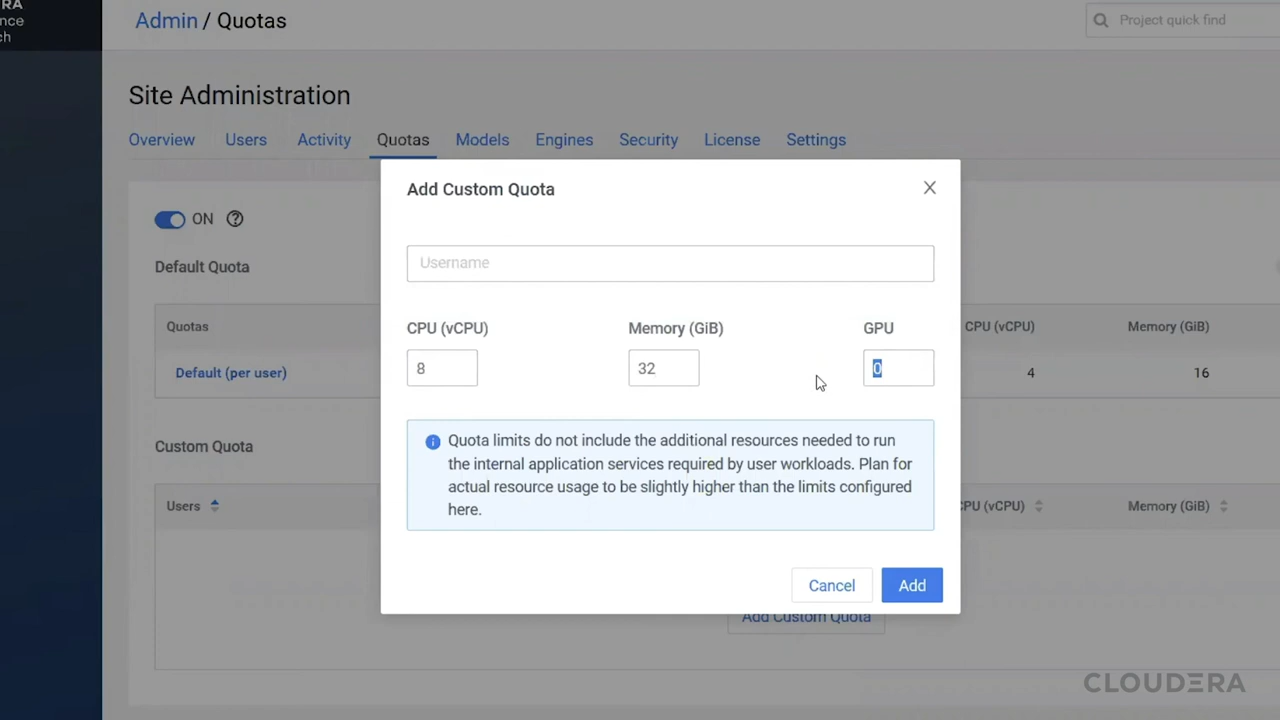 RA
nce
ch
Admin / Quotas
Project quick find
Site Administration
Overview Users Activity Quotas Models Engines Security License Settings
Add Custom Quota
ON
Username
Default Quota
CPU (vCPU) Memory (GiB) GPU
Quotas CPU (vCPU) Memory (GiB)
8 32 0
Default (per user) 4 16
Quota limits do not include the additional resources needed to run
the internal application services required by user workloads. Plan for
actual resource usage to be slightly higher than the limits configured
here.
Custom Quota
Users CPU (vCPU) Memory (GiB)
Cancel Add
Add Custom Quota
CLOUDERA